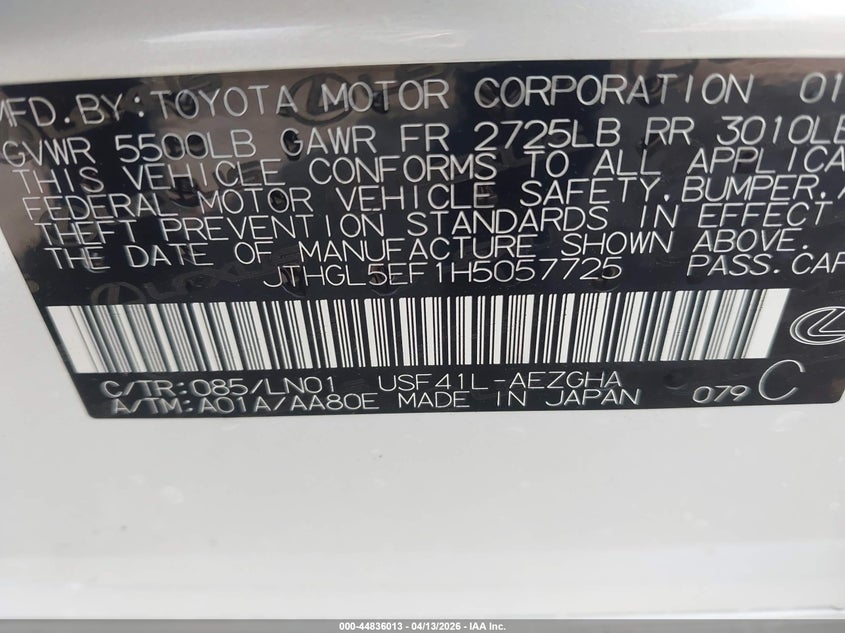 MFD. BY: TOYOTA MOTOR CORPORATION 01
GVWR 5500LB GAWR FR 2725LB RR 3010LB
THIS VEHICLE CONFORMS TO ALL APPLICA
FEDERAL MOTOR VEHICLE SAFETY, BUMPER, A
THEFT PREVENTION STANDARDS IN EFFECT
THE DATE OF MANUFACTURE SHOWN ABOVE.
JTHGL5EF1H5057725 PASS. CAR
C/TR: 085/LN01 USF41L-AEZGHA
A/TM: A01A/AA80E MADE IN JAPAN 079 C
000-44836013 - 04/13/2026 - IAA Inc.